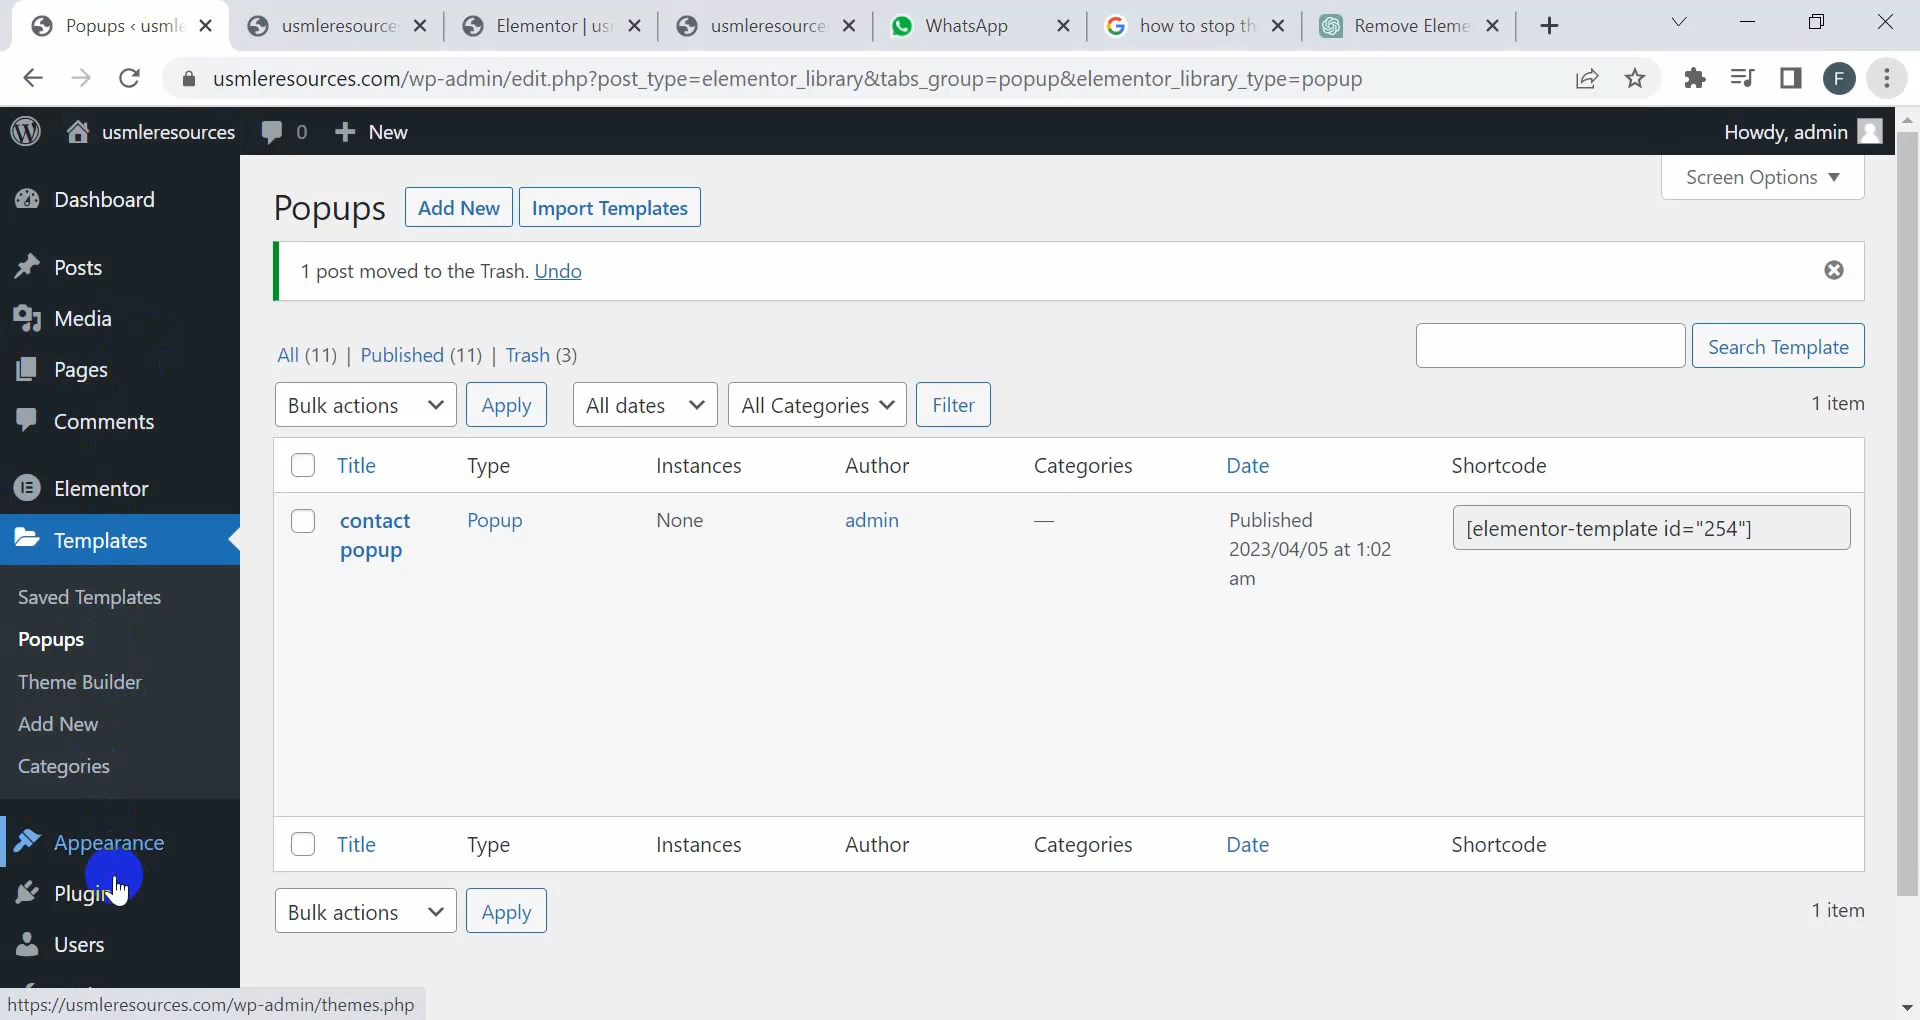 Popups ‹ usmle
usmleresource
Elementor | us
usmleresource
WhatsApp
how to stop th
Remove Eleme
usmleresources.com/wp-admin/edit.php?post_type=elementor_library&tabs_group=popup&elementor_library_type=popup
F
usmleresources
0
New
Howdy, admin
Screen Options
Dashboard
Posts
Media
Pages
Comments
Elementor
Templates
Saved Templates
Popups
Theme Builder
Add New
Categories
Appearance
Plugin
Users
Popups
Add New
Import Templates
1 post moved to the Trash. Undo
All (11) | Published (11) | Trash (3)
Search Template
Bulk actions
Apply
All dates
All Categories
Filter
1 item
Title Type Instances Author Categories Date Shortcode
contact popup
Popup
None
admin
—
Published
2023/04/05 at 1:02
am
[elementor-template id="254"]
Title Type Instances Author Categories Date Shortcode
Bulk actions
Apply
1 item
https://usmleresources.com/wp-admin/themes.php